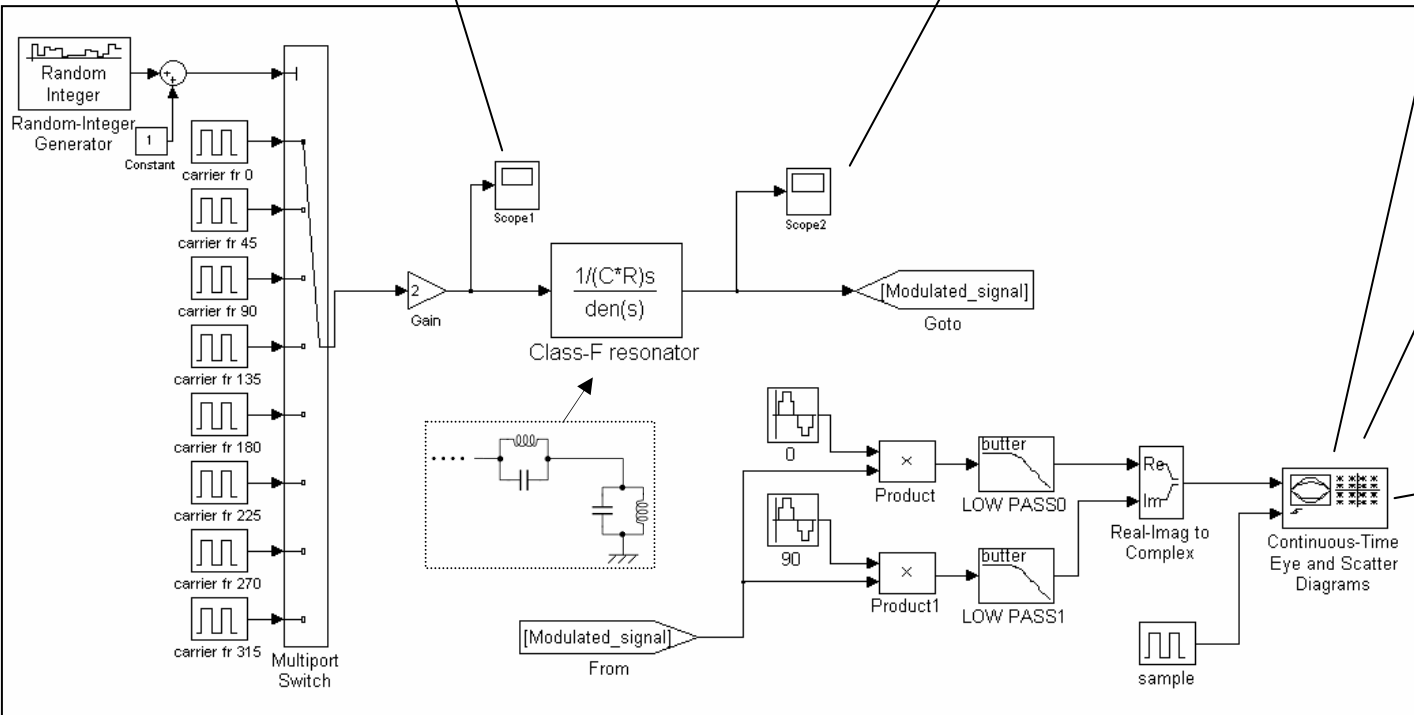 Random
Integer
Random-Integer
Generator
1
Constant
carrier fr 0
carrier fr 45
carrier fr 90
carrier fr 135
carrier fr 180
carrier fr 225
carrier fr 270
carrier fr 315
Multiport
Switch
2
Gain
Scope1
1/(C*R)s
den(s)
Class-F resonator
Scope2
[Modulated_signal]
Goto
[Modulated_signal]
From
0
90
×
Product
×
Product1
butter
LOW PASS0
butter
LOW PASS1
Re
Im
Real-Imag to
Complex
Continuous-Time
Eye and Scatter
Diagrams
sample